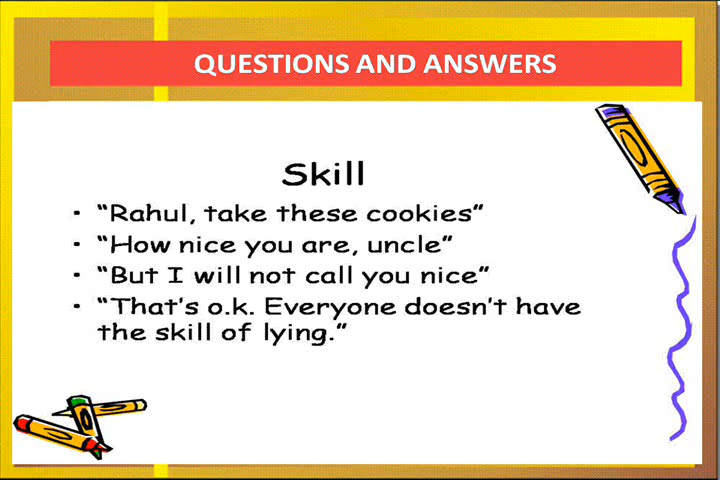 QUESTIONS AND ANSWERS
Skill
• “Rahul, take these cookies”
• “How nice you are, uncle”
• “But I will not call you nice”
• “That's o.k. Everyone doesn't have
the skill of lying.”